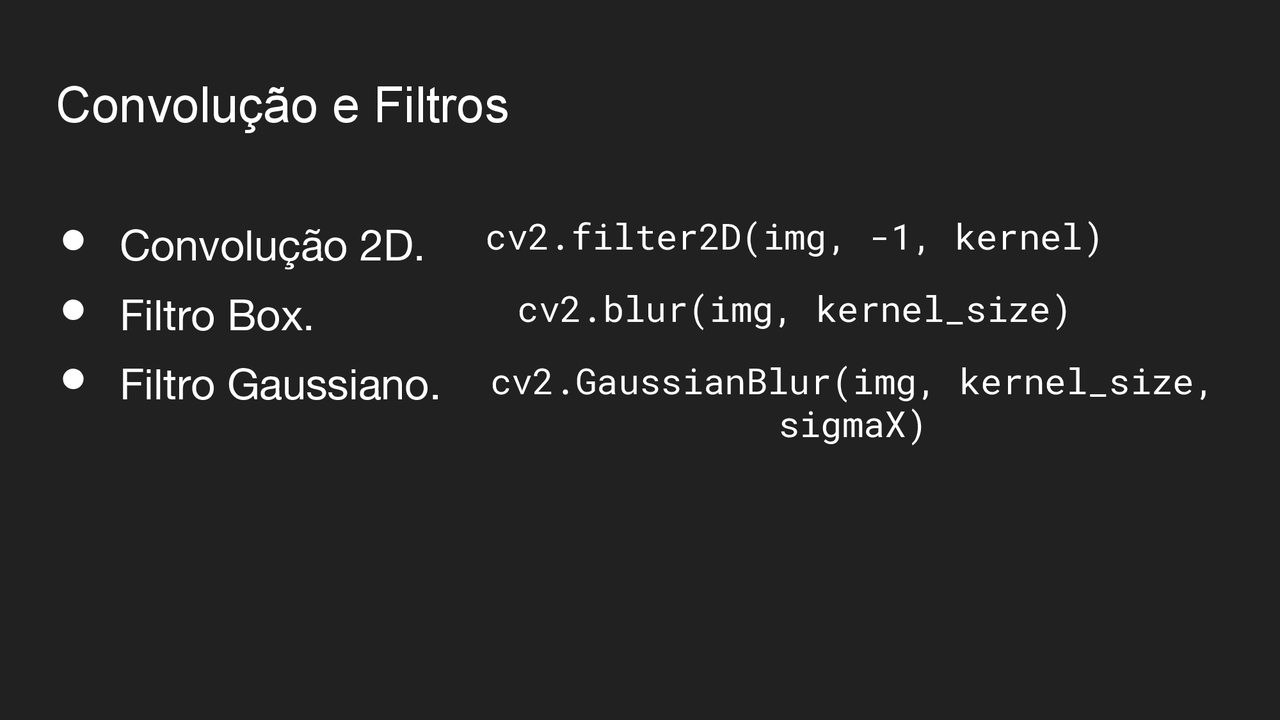 Convolução e Filtros
● Convolução 2D. cv2.filter2D(img, -1, kernel)
● Filtro Box. cv2.blur(img, kernel_size)
● Filtro Gaussiano. cv2.GaussianBlur(img, kernel_size,
sigmaX)